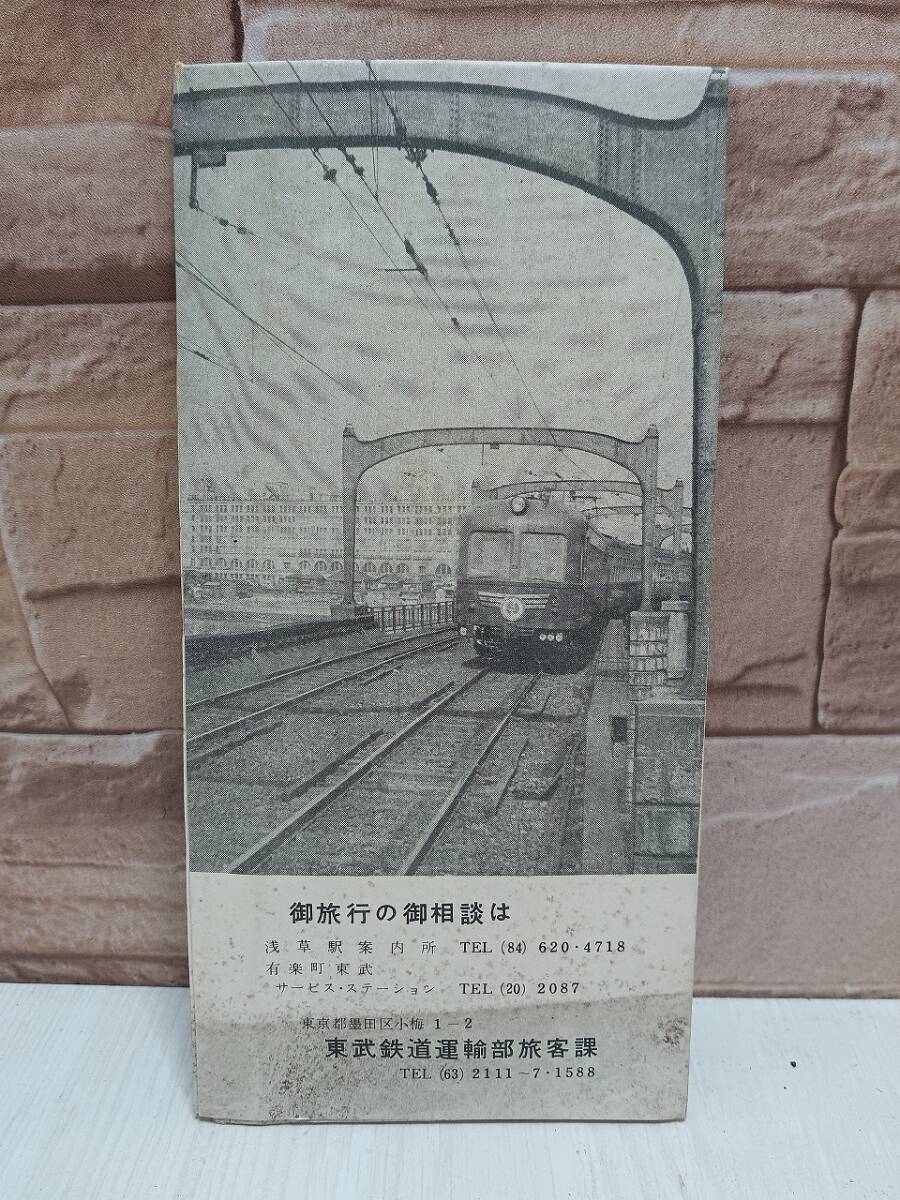 御旅行の御相談は
浅草駅案内所 TEL (84) 620・4718
有楽町東武
サービス・ステーション TEL (20) 2087
東京都墨田区小梅 1－2
東武鉄道運輸部旅客課
TEL (63) 2111～7・1588